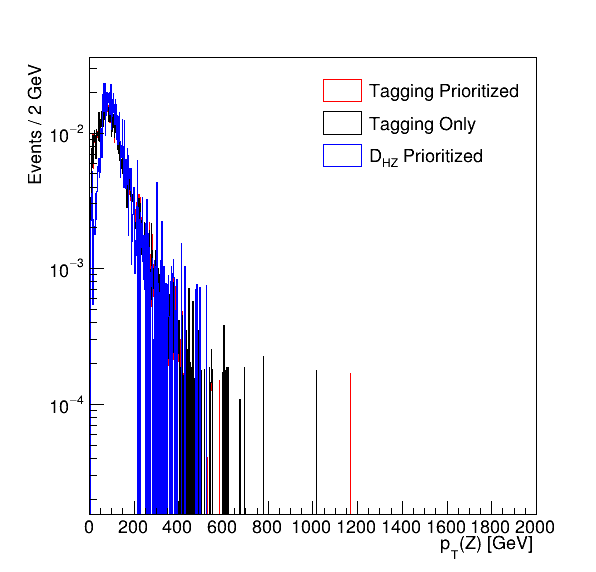 Events / 2 GeV
Tagging Prioritized
Tagging Only
D_HZ Prioritized
10⁻²
10⁻³
10⁻⁴
0 200 400 600 800 1000 1200 1400 1600 1800 2000
p_T(Z) [GeV]